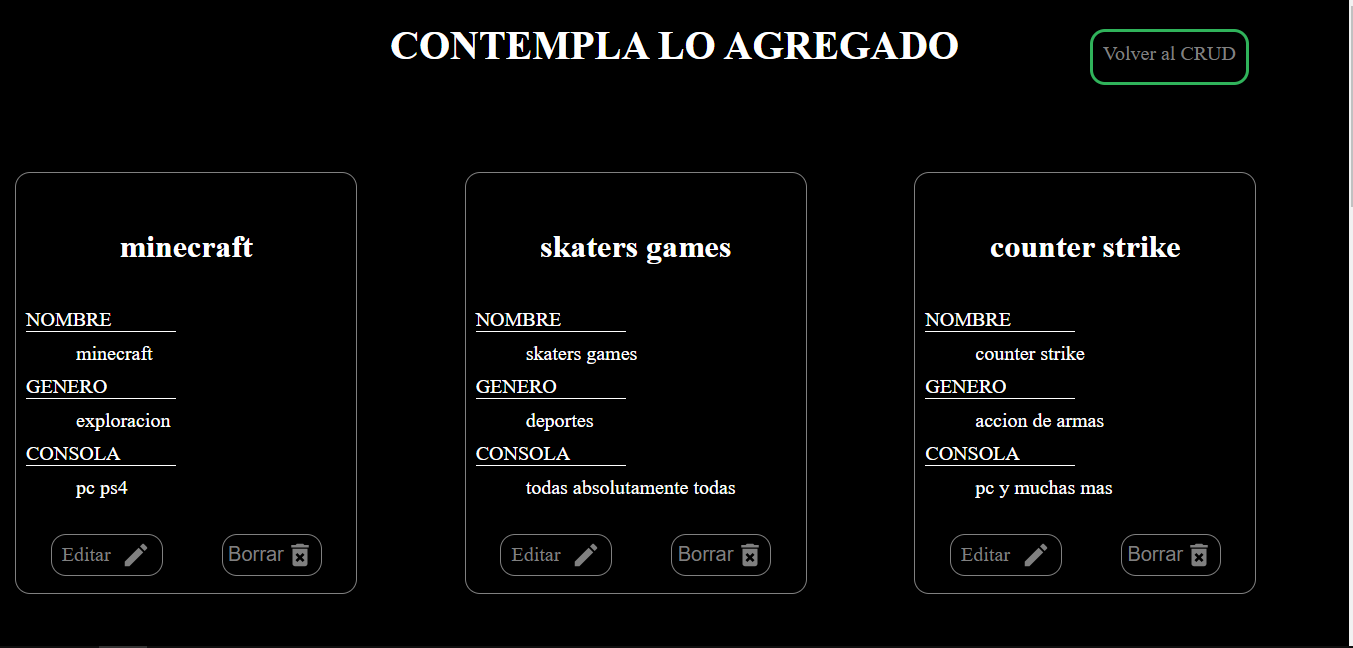 CONTEMPLA LO AGREGADO
Volver al CRUD
minecraft
NOMBRE
minecraft
GENERO
exploracion
CONSOLA
pc ps4
Editar
Borrar
skaters games
NOMBRE
skaters games
GENERO
deportes
CONSOLA
todas absolutamente todas
Editar
Borrar
counter strike
NOMBRE
counter strike
GENERO
accion de armas
CONSOLA
pc y muchas mas
Editar
Borrar